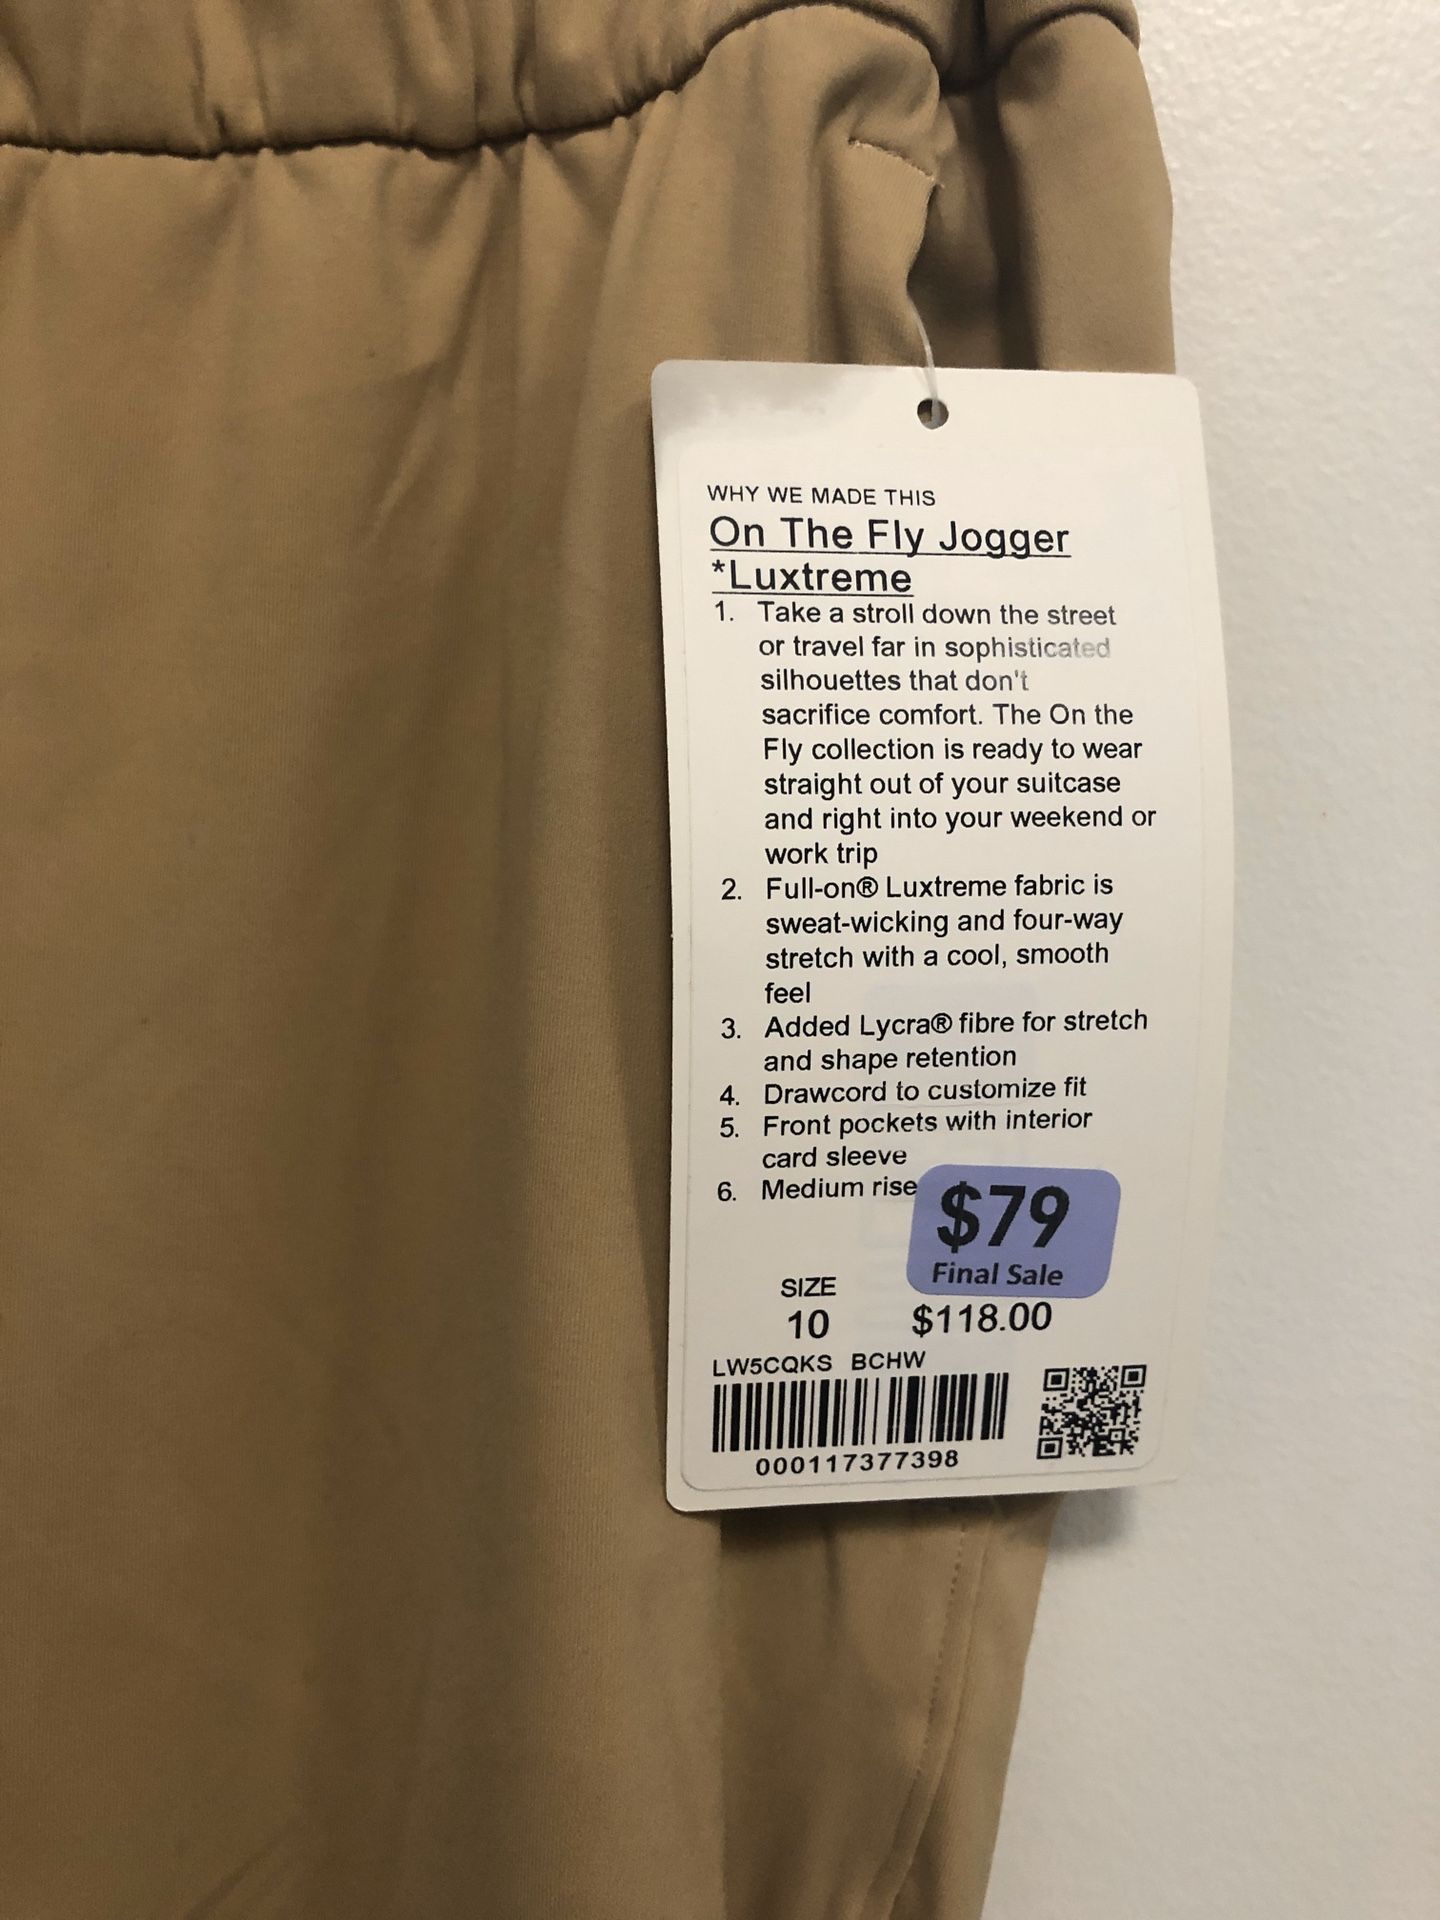 WHY WE MADE THIS
On The Fly Jogger
*Luxtreme
1. Take a stroll down the street
or travel far in sophisticated
silhouettes that don't
sacrifice comfort. The On the
Fly collection is ready to wear
straight out of your suitcase
and right into your weekend or
work trip
2. Full-on® Luxtreme fabric is
sweat-wicking and four-way
stretch with a cool, smooth
feel
3. Added Lycra® fibre for stretch
and shape retention
4. Drawcord to customize fit
5. Front pockets with interior
card sleeve
6. Medium rise
$79
Final Sale
SIZE
10 $118.00
LW5CQKS BCHW
000117377398